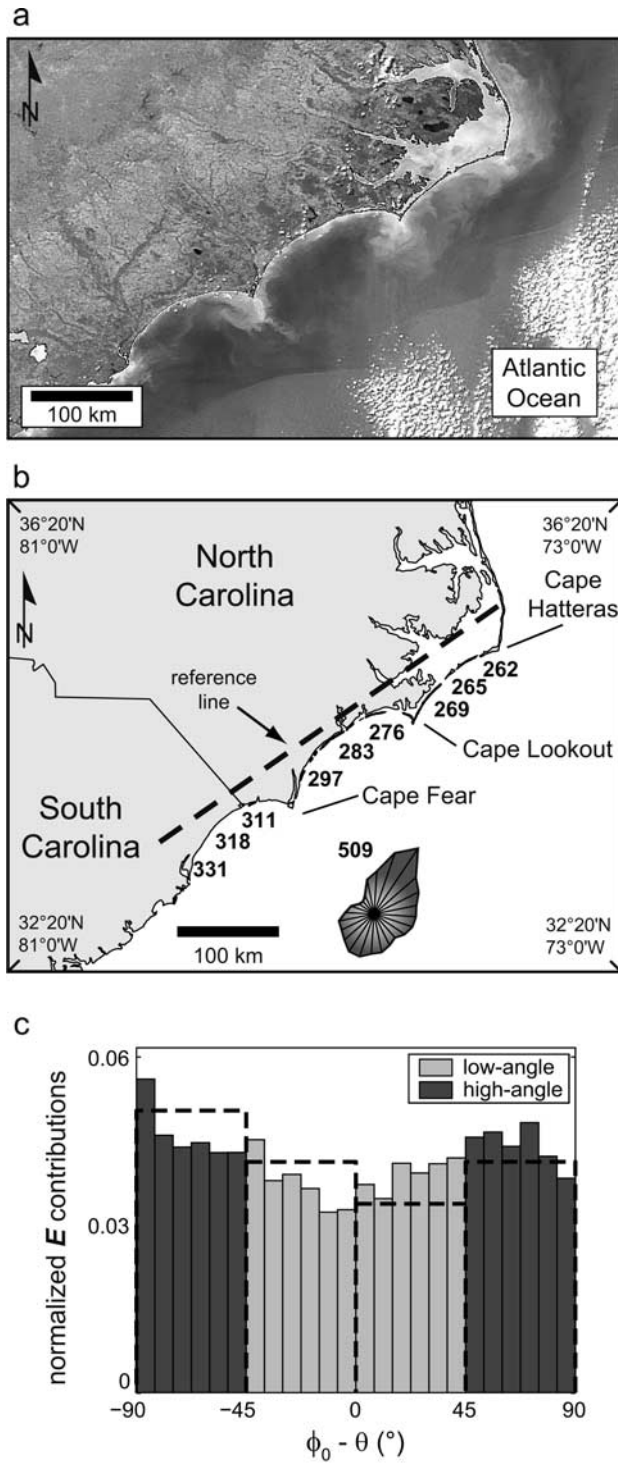 a
N
100 km
Atlantic
Ocean
b
36°20'N
81°0'W
36°20'N
73°0'W
North
Carolina
N
Cape
Hatteras
reference
line
262
265
269
276
283
Cape Lookout
297
Cape Fear
South
Carolina
311
318
331
509
32°20'N
81°0'W
100 km
32°20'N
73°0'W
c
0.06
low-angle
high-angle
normalized E contributions
0.03
0
−90
−45
0
45
90
ϕ0 - θ (°)